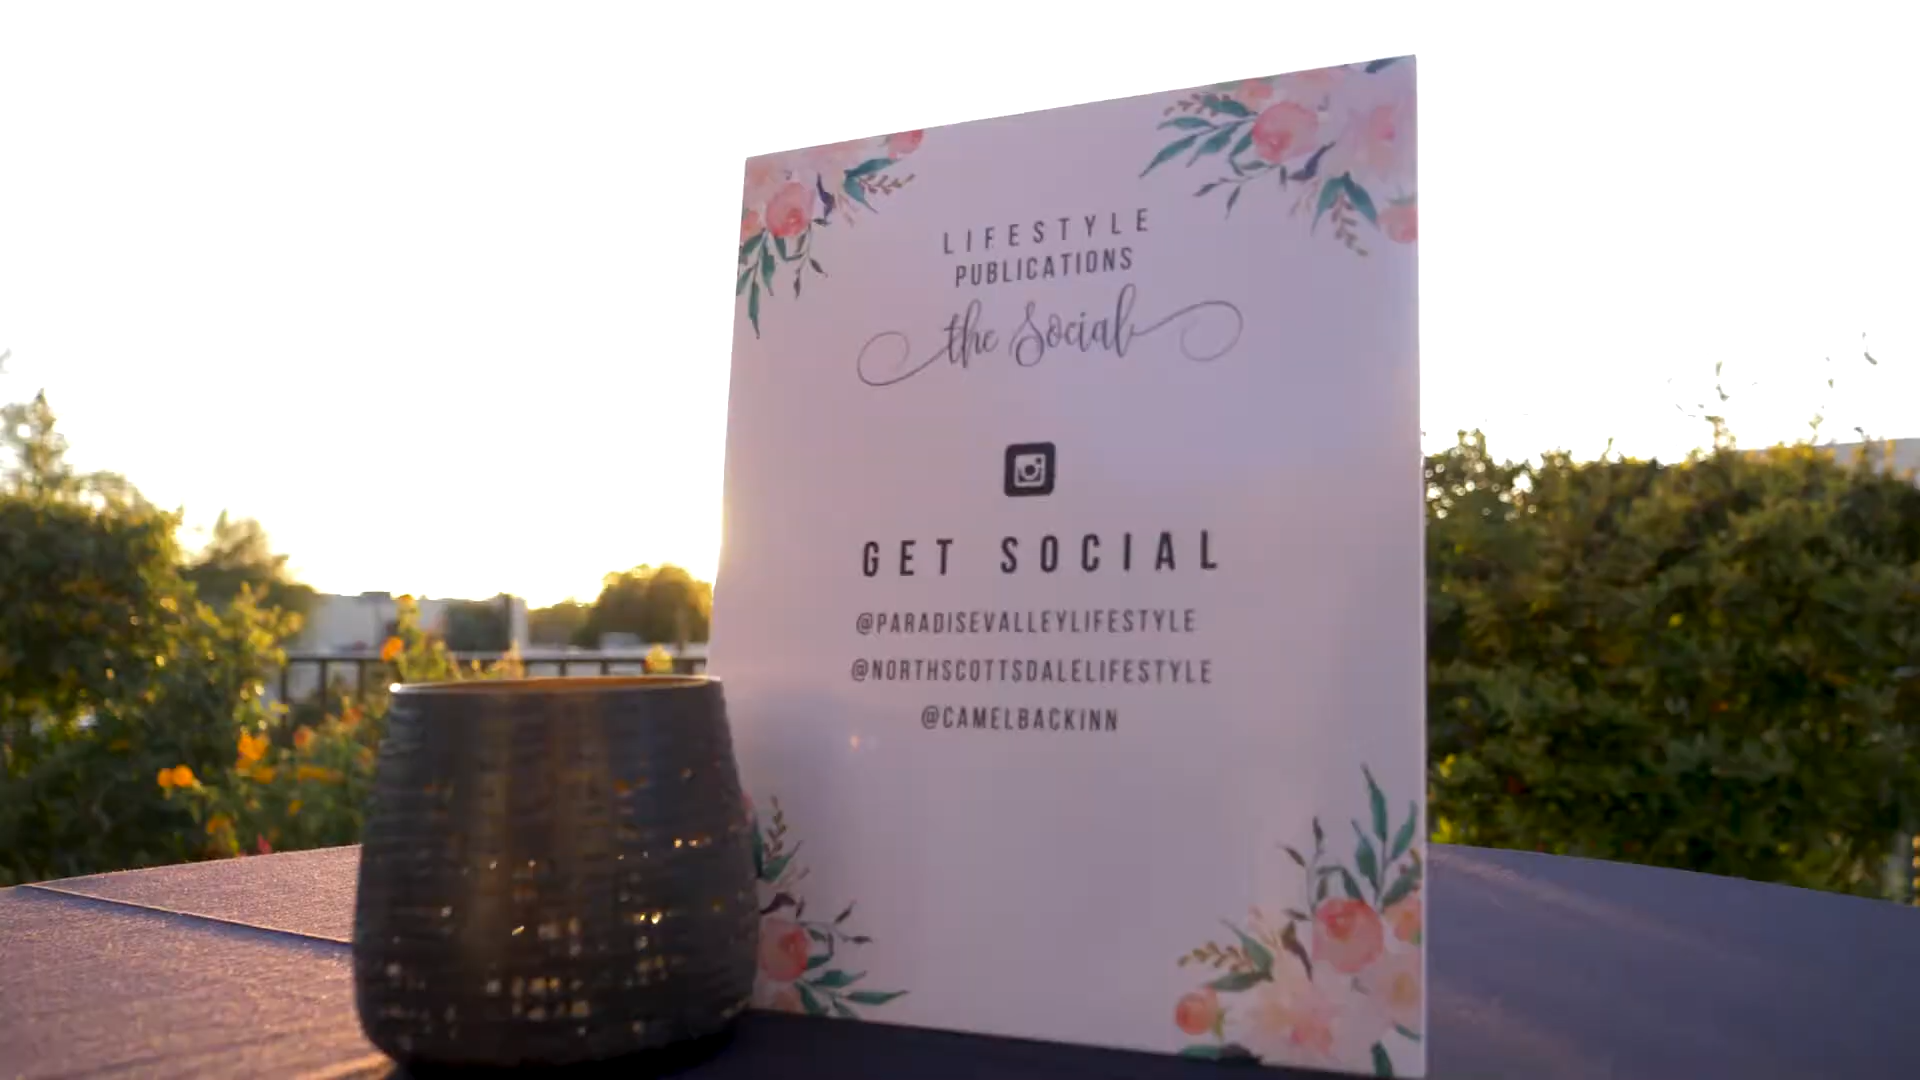 LIFESTYLE
PUBLICATIONS
the Social
GET SOCIAL
@PARADISEVALLEYLIFESTYLE
@NORTHSCOTTSDALELIFESTYLE
@CAMELBACKINN